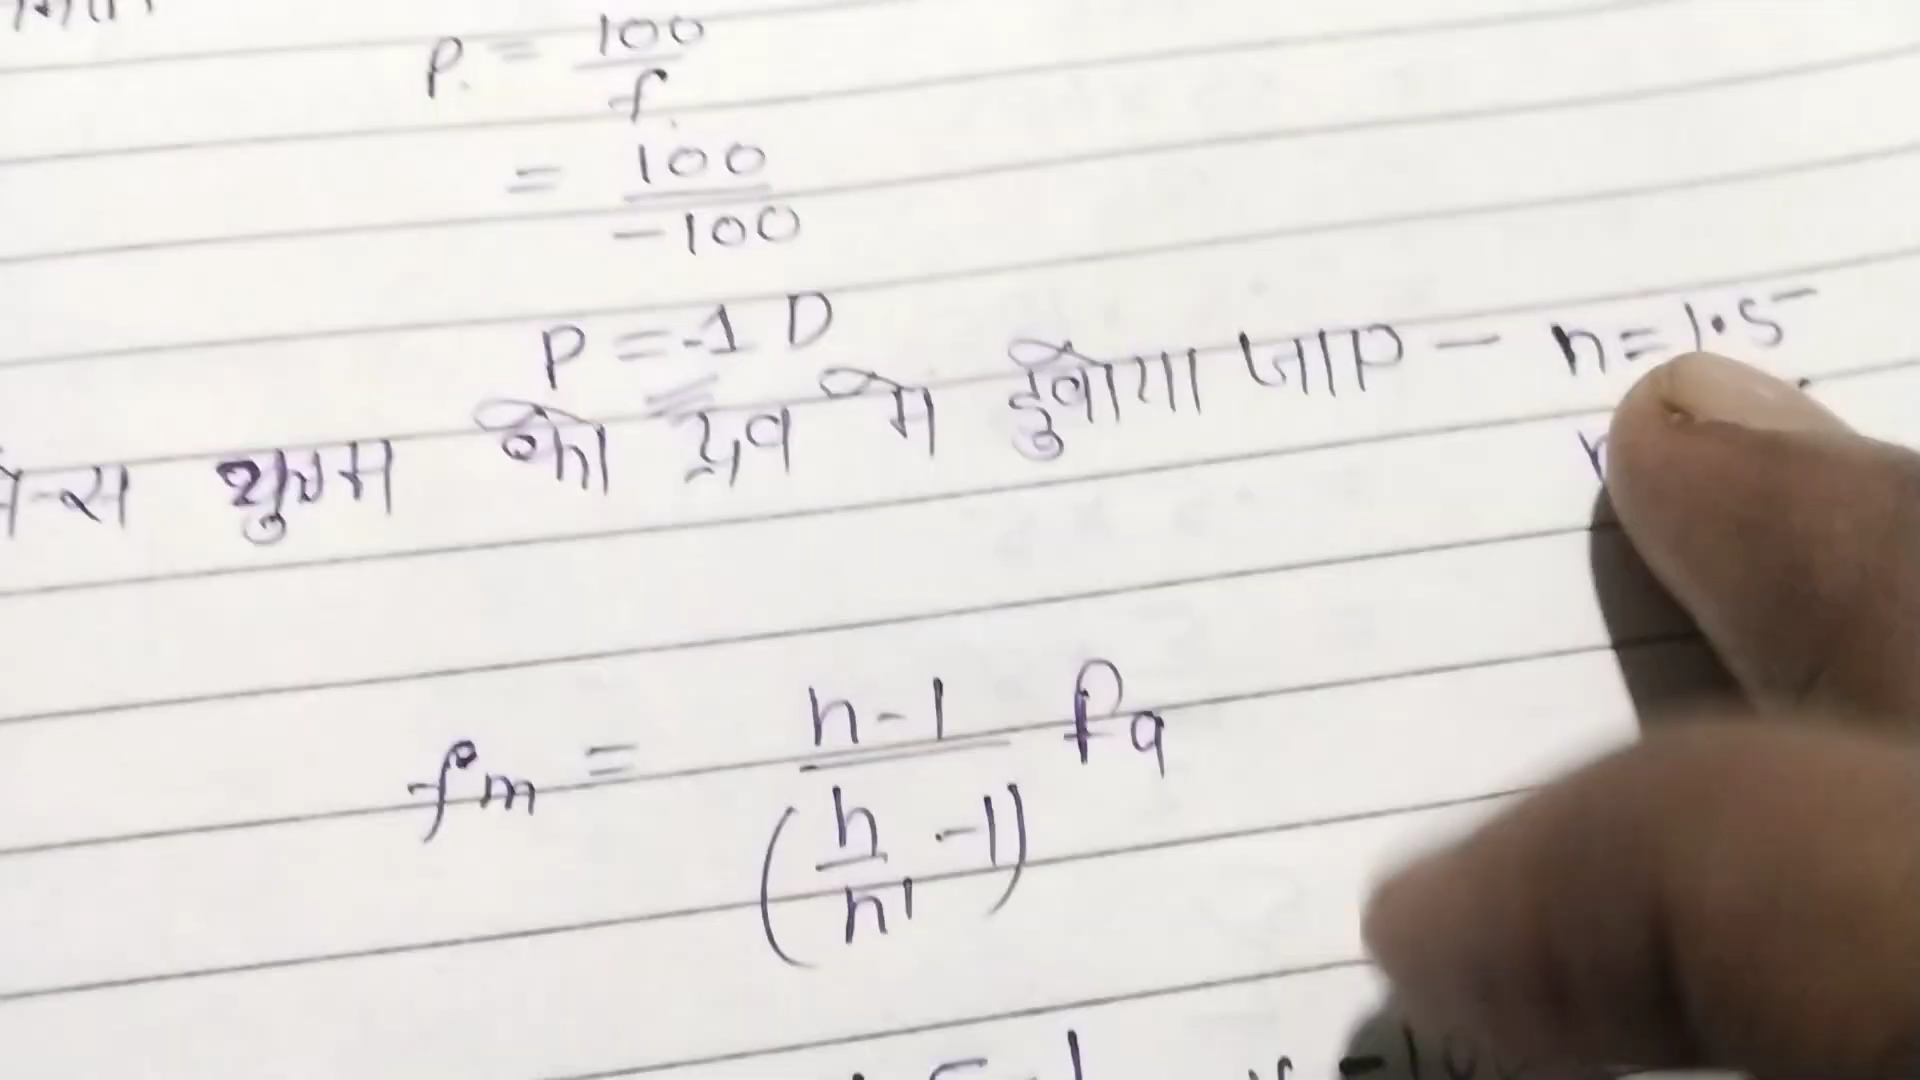 P = 100/f
= 100/-100
P = -1 D
युग्म को द्रव में डुबोया जाए - n = 1.5
fm = n-1/(n/n' -1) fa